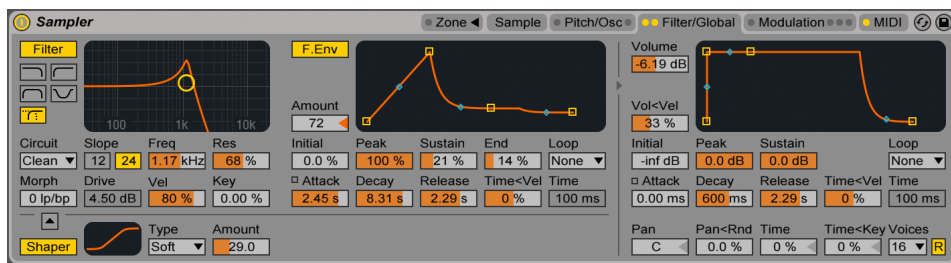 Sampler Zone Sample Pitch/Osc Filter/Global Modulation MIDI
Filter F.Env Volume
-6.19 dB
Amount Vol<Vel
100 1K 10K 72 33 %
Circuit Slope Freq Res Initial Peak Sustain End Loop Initial Peak Sustain Loop
Clean 12 24 1.17 kHz 68 % 0.0 % 100 % 21 % 14 % None -inf dB 0.0 dB 0.0 dB None
Morph Drive Vel Key Attack Decay Release Time<Vel Time Attack Decay Release Time<Vel Time
0 lp/bp 4.50 dB 80 % 0.00 % 2.45 s 8.31 s 2.29 s 0 % 100 ms 0.00 ms 600 ms 2.29 s 0 % 100 ms
Type Amount Pan Pan<Rnd Time Time<Key Voices
Shaper Soft 29.0 C 0.0 % 0 % 0 % 16 R